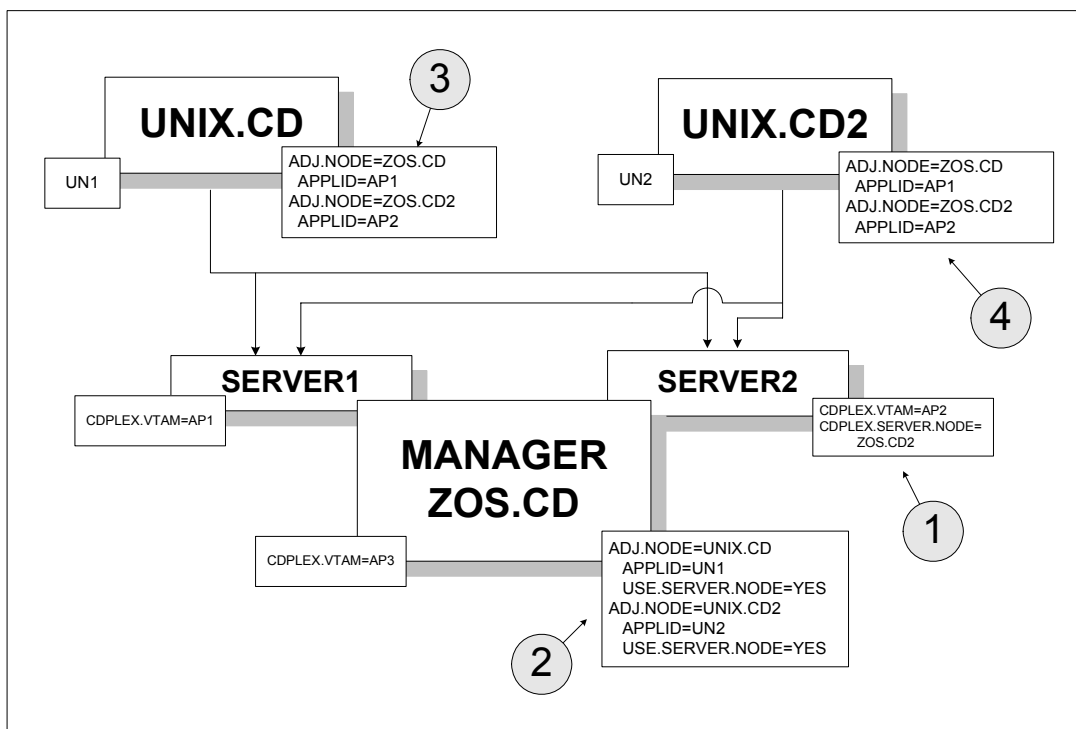 3
UNIX.CD
UNIX.CD2
UN1
ADJ.NODE=ZOS.CD
APPLID=AP1
ADJ.NODE=ZOS.CD2
APPLID=AP2
UN2
ADJ.NODE=ZOS.CD
APPLID=AP1
ADJ.NODE=ZOS.CD2
APPLID=AP2
4
SERVER1
SERVER2
CDPLEX.VTAM=AP1
CDPLEX.VTAM=AP2
CDPLEX.SERVER.NODE=
ZOS.CD2
MANAGER
ZOS.CD
1
CDPLEX.VTAM=AP3
ADJ.NODE=UNIX.CD
APPLID=UN1
USE.SERVER.NODE=YES
ADJ.NODE=UNIX.CD2
APPLID=UN2
USE.SERVER.NODE=YES
2